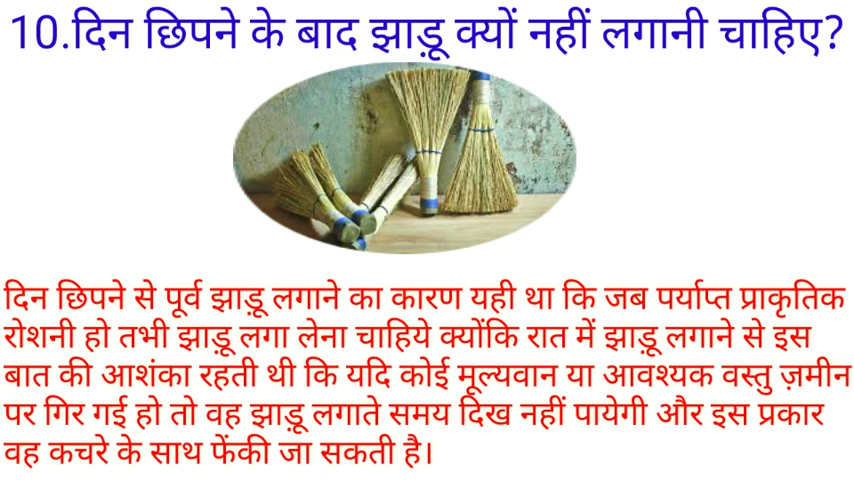 10.दिन छिपने के बाद झाड़ू क्यों नहीं लगानी चाहिए?
दिन छिपने से पूर्व झाड़ू लगाने का कारण यही था कि जब पर्याप्त प्राकृतिक
रोशनी हो तभी झाड़ू लगा लेना चाहिये क्योंकि रात में झाड़ू लगाने से इस
बात की आशंका रहती थी कि यदि कोई मूल्यवान या आवश्यक वस्तु ज़मीन
पर गिर गई हो तो वह झाड़ू लगाते समय दिख नहीं पायेगी और इस प्रकार
वह कचरे के साथ फेंकी जा सकती है।